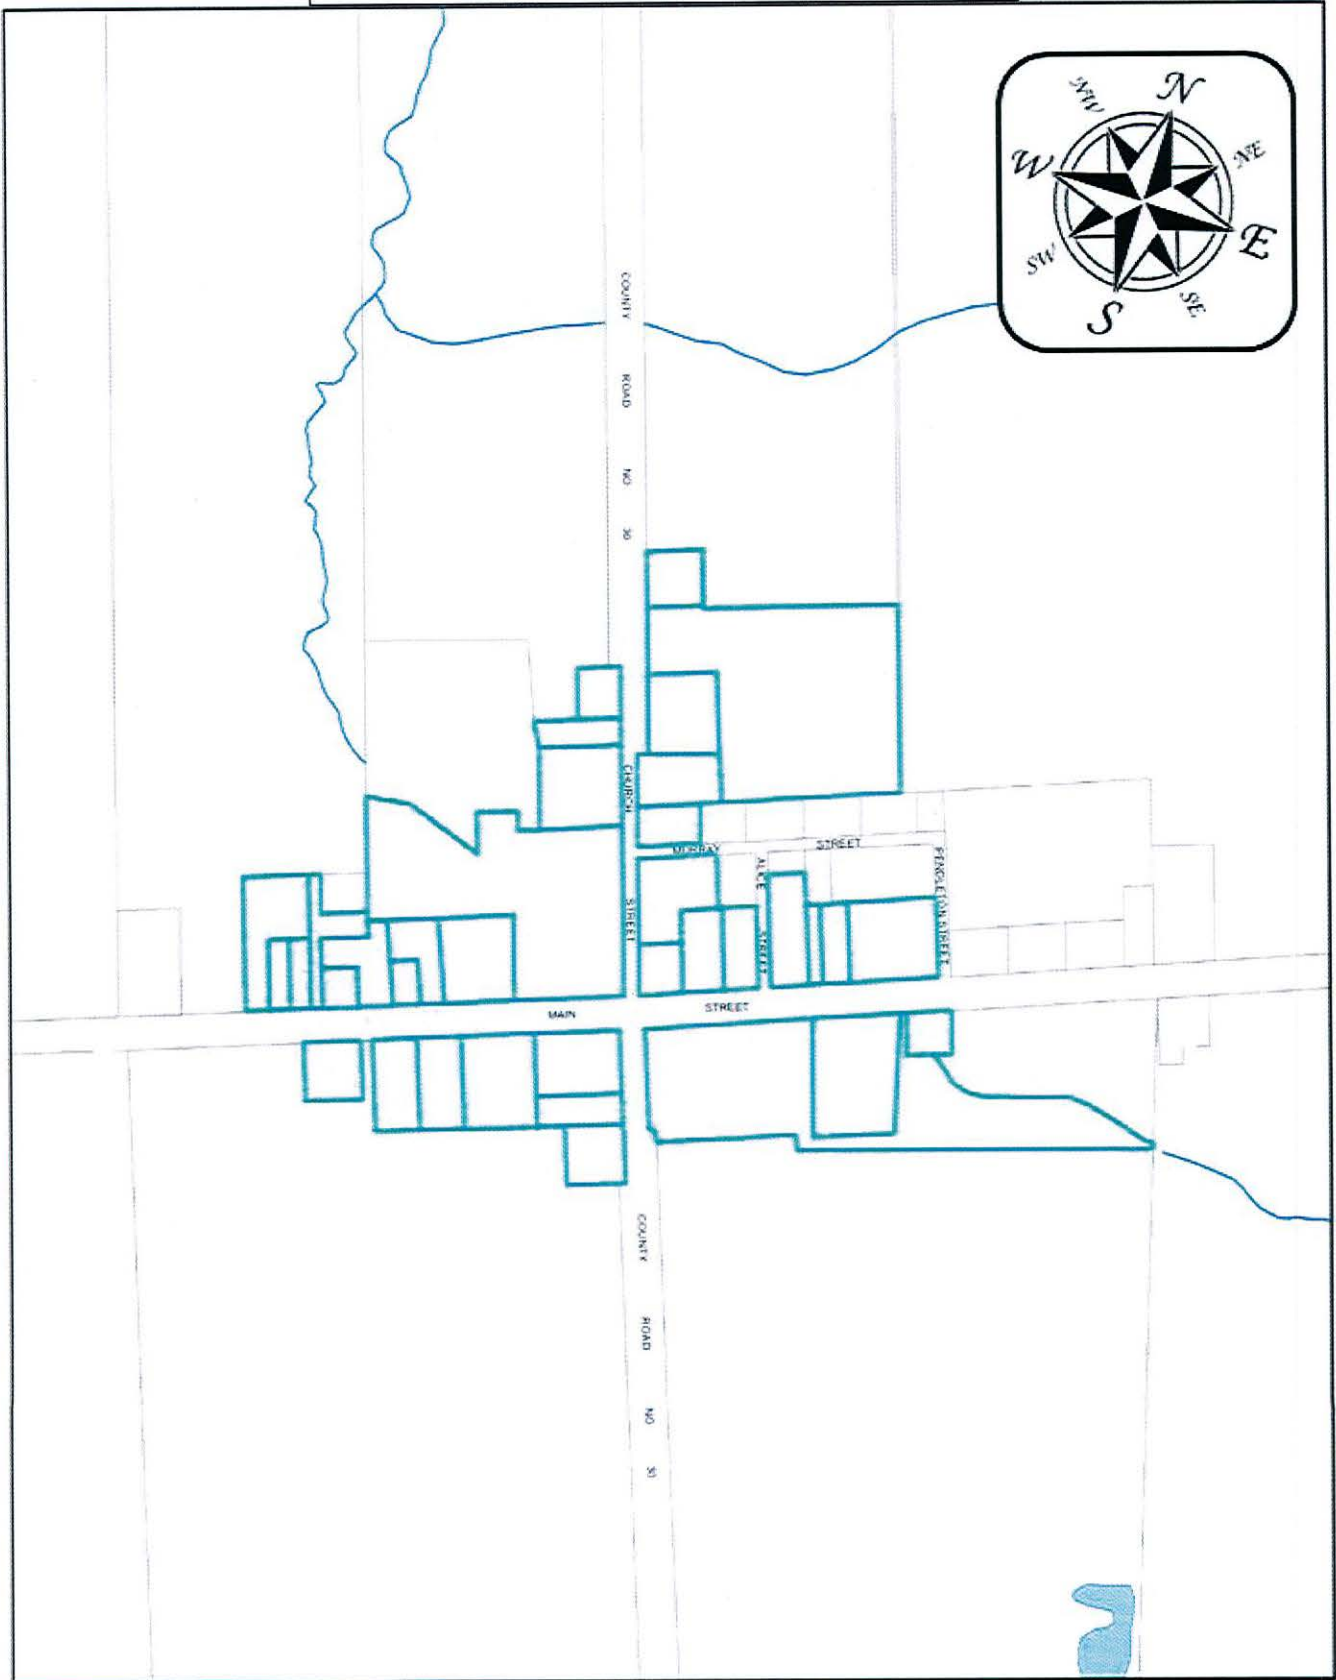 N
NW
NE
W
E
SW
SE
S
COUNTY ROAD NO 30
CHURCH STREET
MURRAY STREET
ALICE STREET
PENDLETON STREET
MAIN STREET
COUNTY ROAD NO 30